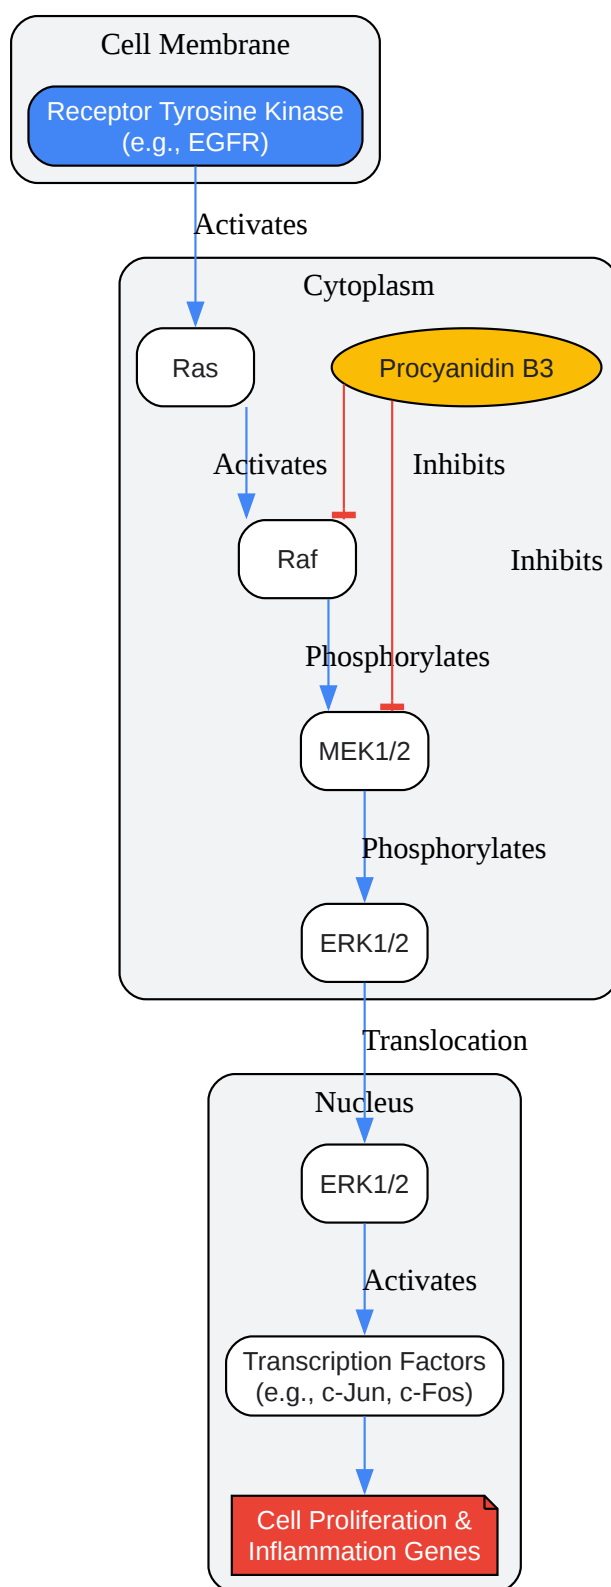 Cell Membrane
Receptor Tyrosine Kinase
(e.g., EGFR)
Activates
Cytoplasm
Ras
Procyanidin B3
Activates
Inhibits
Raf
Inhibits
Phosphorylates
MEK1/2
Phosphorylates
ERK1/2
Translocation
Nucleus
ERK1/2
Activates
Transcription Factors
(e.g., c-Jun, c-Fos)
Cell Proliferation &
Inflammation Genes